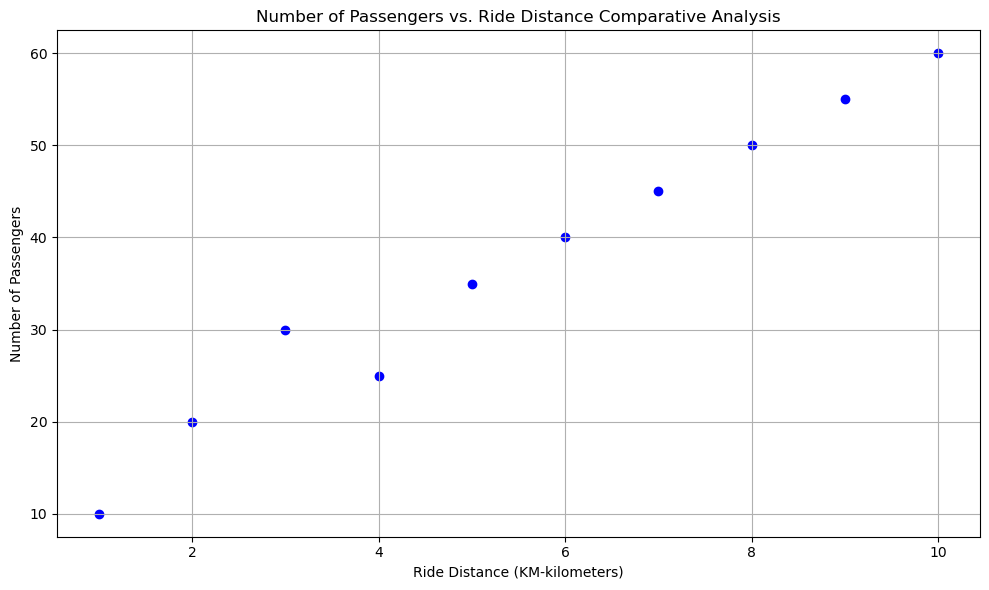 Number of Passengers vs. Ride Distance Comparative Analysis
Number of Passengers
60
50
40
30
20
10
2 4 6 8 10
Ride Distance (KM-kilometers)